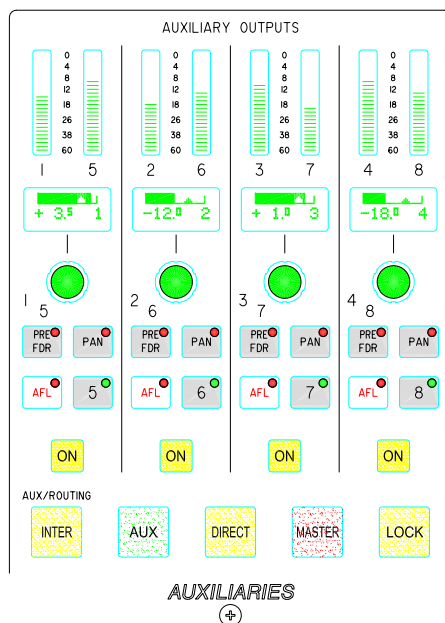 AUXILIARY OUTPUTS
0 0 0 0
4 4 4 4
8 8 8 8
12 12 12 12
18 18 18 18
26 26 26 26
38 38 38 38
60 60 60 60
1 5 2 6 3 7 4 8
+ 3.5 1 -12.0 2 + 1.0 3 -18.0 4
1 5 2 6 3 7 4 8
PRE FDR PAN PRE FDR PAN PRE FDR PAN PRE FDR PAN
AFL 5 AFL 6 AFL 7 AFL 8
ON ON ON ON
AUX/ROUTING
INTER AUX DIRECT MASTER LOCK
AUXILIARIES